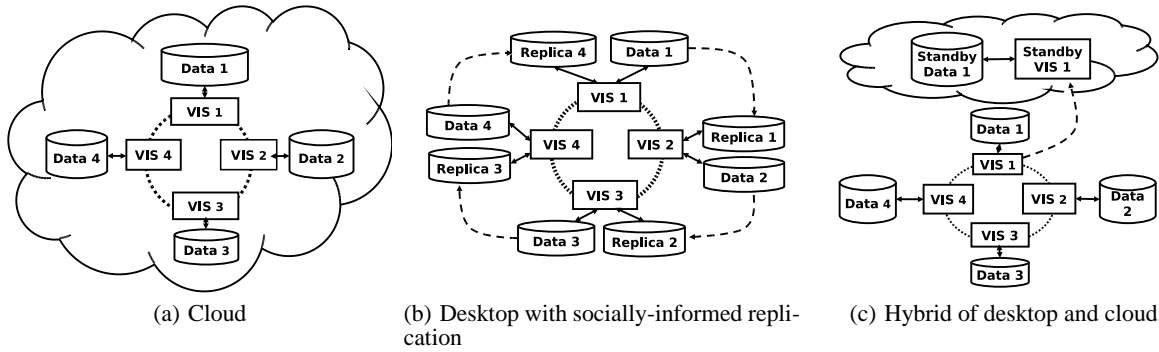 Data 1
VIS 1
Data 4
VIS 4
VIS 2
Data 2
VIS 3
Data 3
(a) Cloud
Replica 4
Data 1
VIS 1
Data 4
Replica 1
VIS 4
VIS 2
Replica 3
Data 2
VIS 3
Data 3
Replica 2
(b) Desktop with socially-informed repli-
cation
Standby
Data 1
Standby
VIS 1
Data 1
VIS 1
Data 4
VIS 4
VIS 2
Data
2
VIS 3
Data 3
(c) Hybrid of desktop and cloud